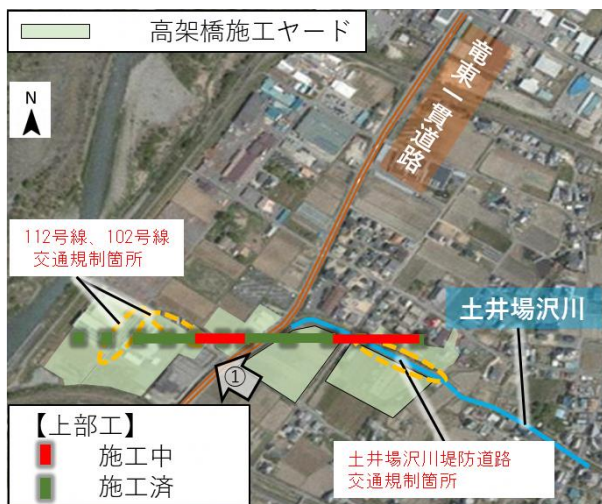 高架橋施工ヤード
N
竜東一貫道路
112号線、102号線
交通規制箇所
土井場沢川
①
【上部工】
施工中
施工済
土井場沢川堤防道路
交通規制箇所